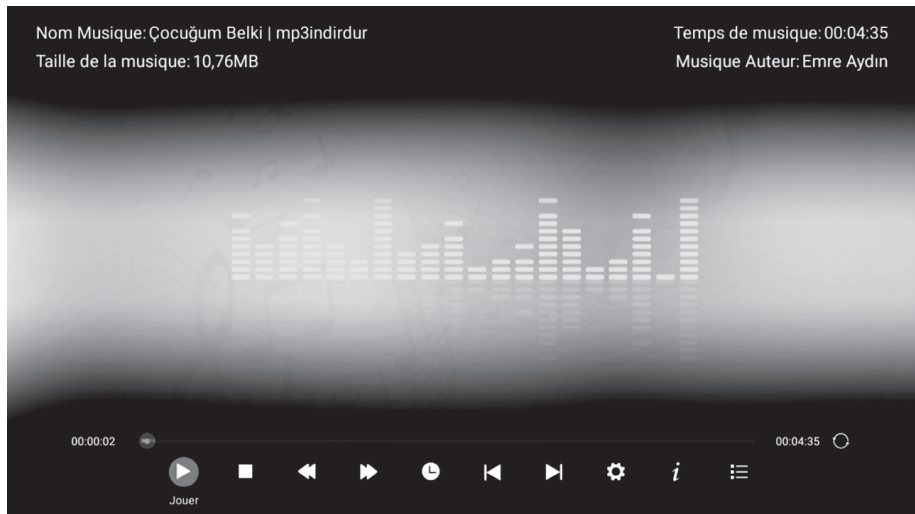 Nom Musique: Çocuğum Belki | mp3indirdur
Temps de musique: 00:04:35
Taille de la musique: 10,76MB
Musique Auteur: Emre Aydın
00:00:02
00:04:35
Jouer